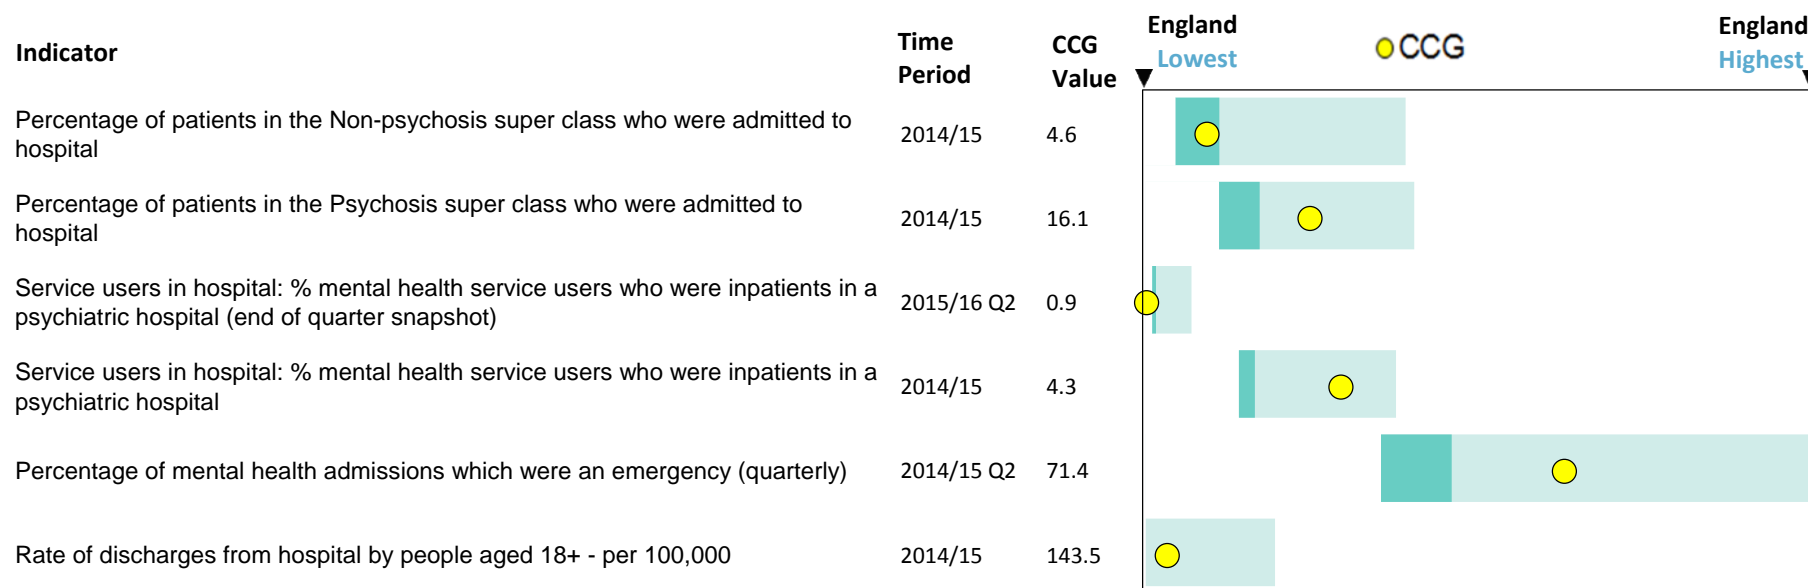 Indicator
Time
Period
CCG
Value
England
Lowest
CCG
England
Highest
Percentage of patients in the Non-psychosis super class who were admitted to
hospital
2014/15
4.6
Percentage of patients in the Psychosis super class who were admitted to
hospital
2014/15
16.1
Service users in hospital: % mental health service users who were inpatients in a
psychiatric hospital (end of quarter snapshot)
2015/16 Q2
0.9
Service users in hospital: % mental health service users who were inpatients in a
psychiatric hospital
2014/15
4.3
Percentage of mental health admissions which were an emergency (quarterly)
2014/15 Q2
71.4
Rate of discharges from hospital by people aged 18+ - per 100,000
2014/15
143.5